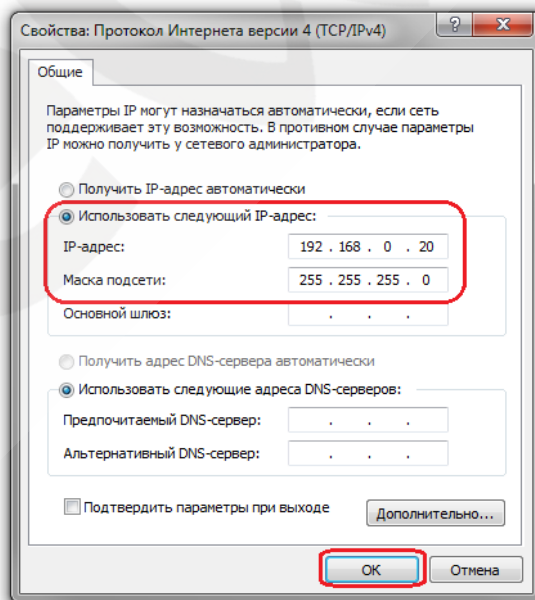 Свойства: Протокол Интернета версии 4 (TCP/IPv4)
Общие
Параметры IP могут назначаться автоматически, если сеть
поддерживает эту возможность. В противном случае параметры
IP можно получить у сетевого администратора.
Получить IP-адрес автоматически
Использовать следующий IP-адрес:
IP-адрес: 192 . 168 . 0 . 20
Маска подсети: 255 . 255 . 255 . 0
Основной шлюз: . . .
Получить адрес DNS-сервера автоматически
Использовать следующие адреса DNS-серверов:
Предпочитаемый DNS-сервер: . . .
Альтернативный DNS-сервер: . . .
Подтвердить параметры при выходе
Дополнительно...
ОК Отмена